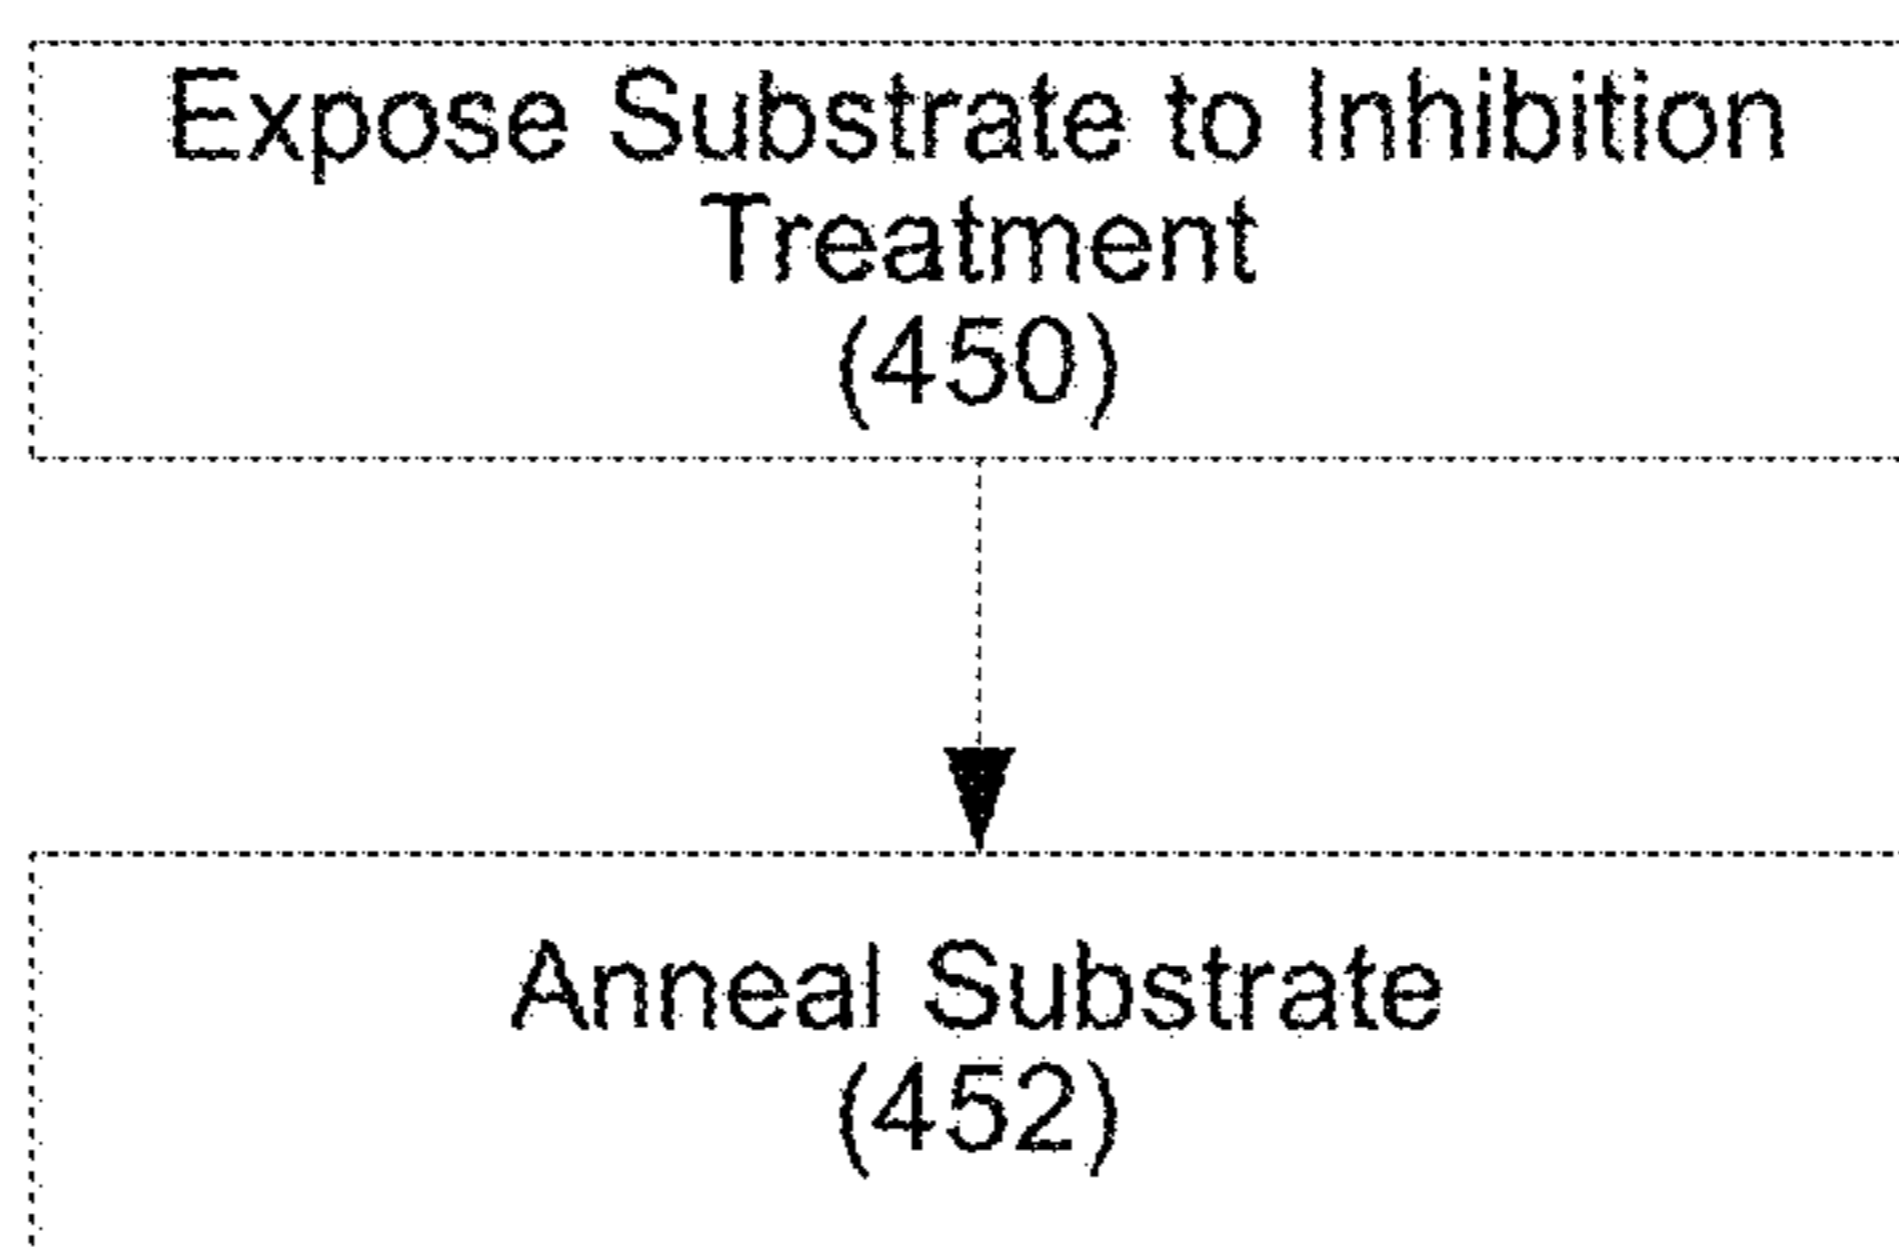 Expose Substrate to Inhibition
Treatment
(450)
Anneal Substrate
(452)